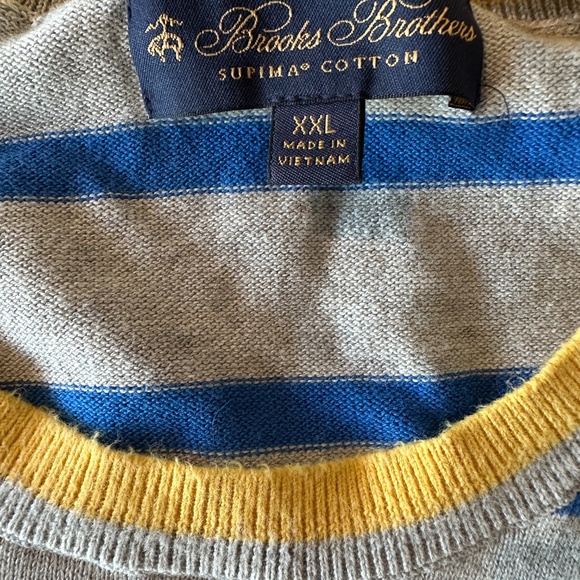 Brooks Brothers
SUPIMA® COTTON
XXL
MADE IN
VIETNAM